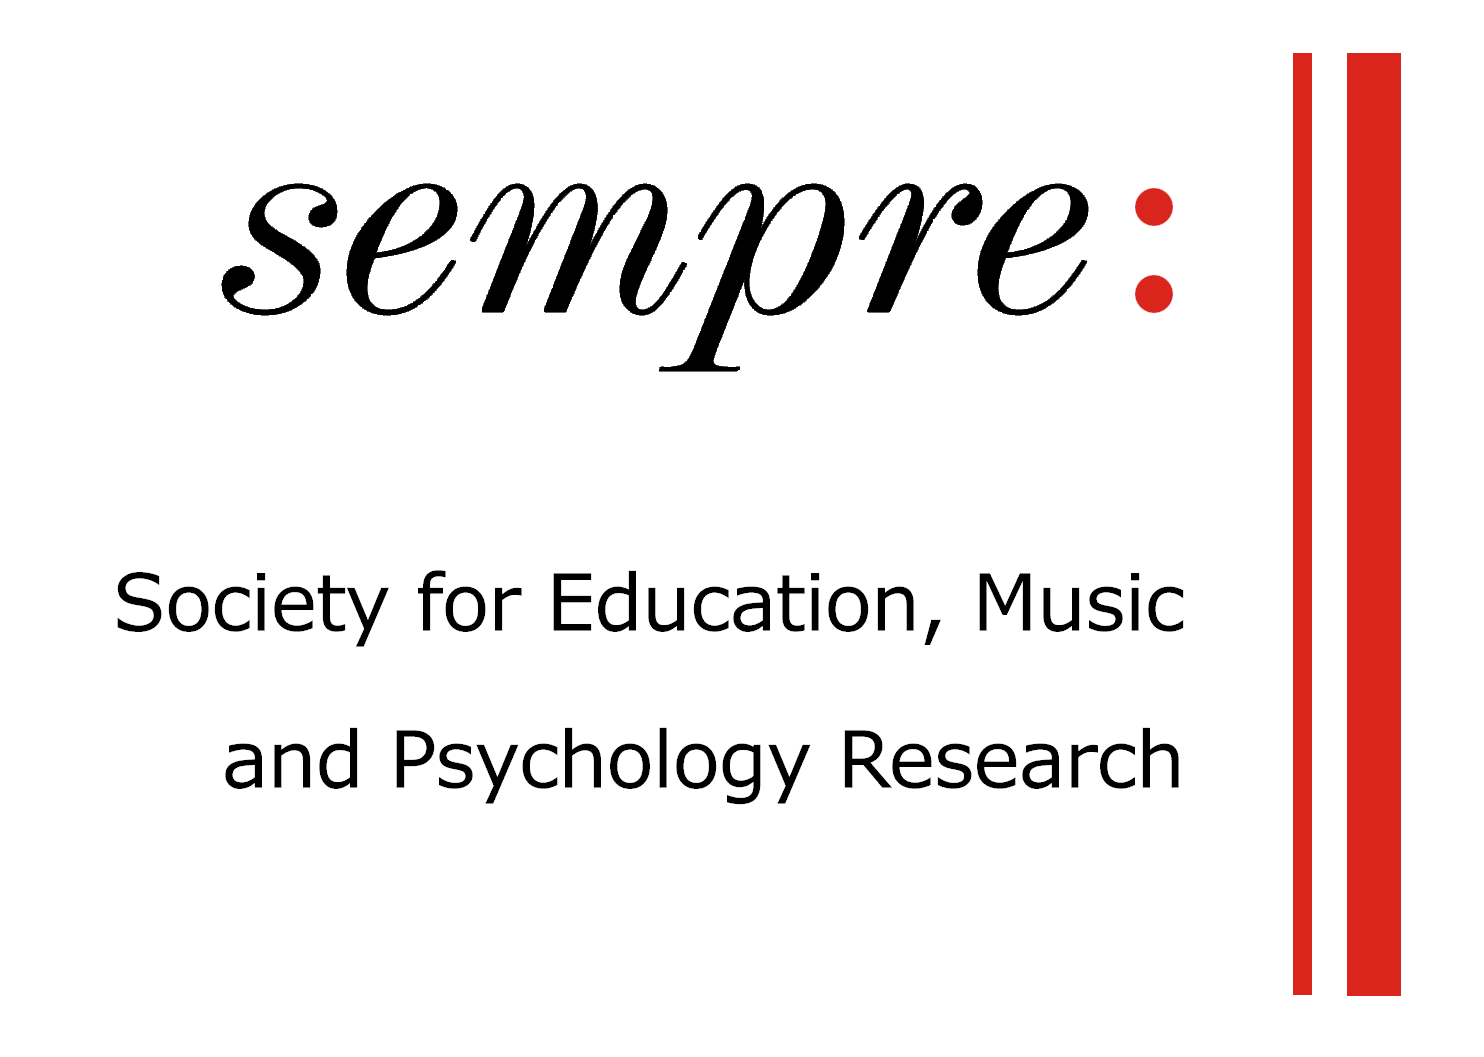 sempre:
Society for Education, Music
and Psychology Research